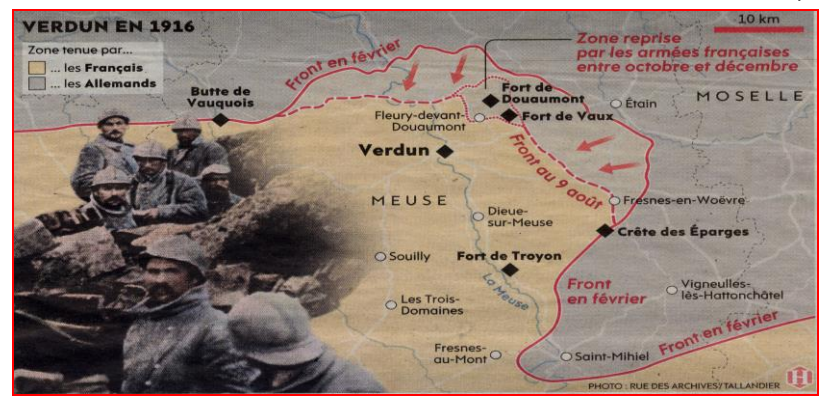 VERDUN EN 1916
Zone tenue par...
... les Français
... les Allemands
10 km
Front en février
Zone reprise
par les armées françaises
entre octobre et décembre
Butte de
Vauquois
Fort de
Douaumont
Étain
MOSELLE
Fleury-devant-
Douaumont
Fort de Vaux
Verdun
Front au 9 août
MEUSE
Fresnes-en-Woëvre
Dieue-
sur-Meuse
Crête des Éparges
Souilly
Fort de Troyon
La Meuse
Front
en février
Vigneulles-
lès-Hattonchâtel
Les Trois-
Domaines
Front en février
Fresnes-
au-Mont
Saint-Mihiel
H
PHOTO : RUE DES ARCHIVES/TALLANDIER